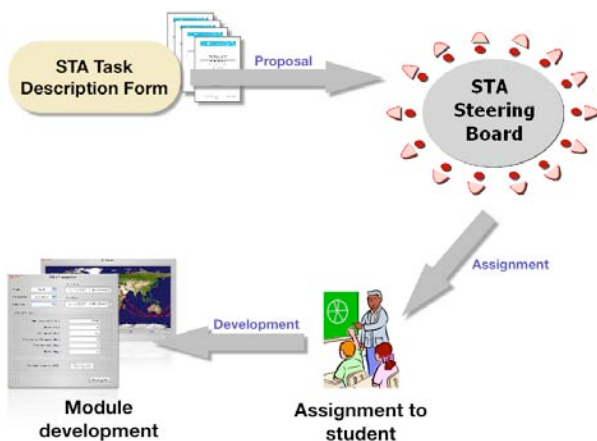 STA Task
Description Form
Proposal
STA
Steering
Board
Assignment
Assignment to
student
Development
Module
development